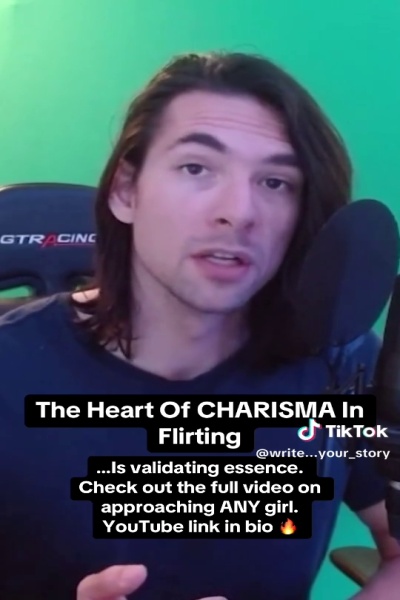 GTRACING
The Heart Of CHARISMA In
Flirting
TikTok
@write...your_story
...Is validating essence.
Check out the full video on
approaching ANY girl.
YouTube link in bio 🔥